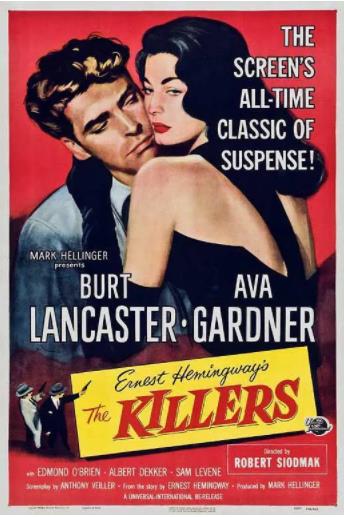 THE
SCREEN'S
ALL-TIME
CLASSIC OF
SUSPENSE!
MARK HELLINGER
presents
BURT AVA
LANCASTER · GARDNER
Ernest Hemingway's
The KILLERS
Directed by
ROBERT SIODMAK
with EDMOND O'BRIEN · ALBERT DEKKER · SAM LEVENE
Screenplay by ANTHONY VEILLER · From the story by ERNEST HEMINGWAY · Produced by MARK HELLINGER
A UNIVERSAL-INTERNATIONAL RE-RELEASE